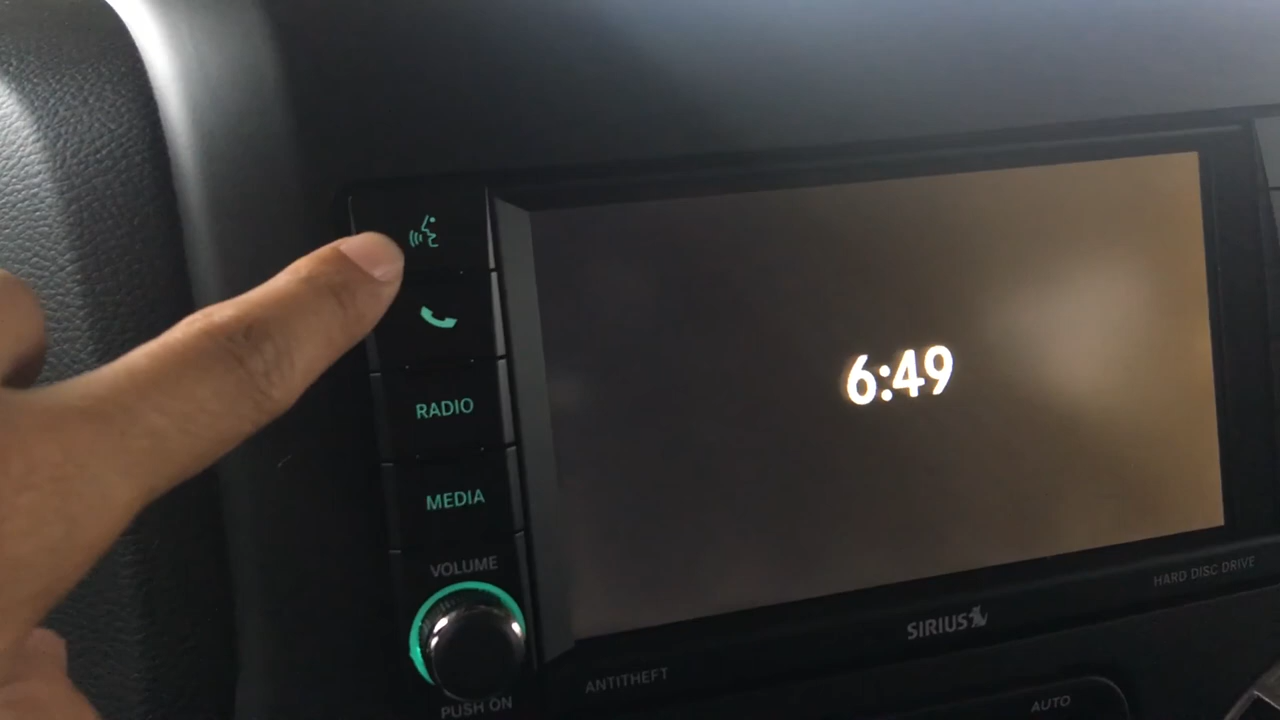 6:49
RADIO
MEDIA
VOLUME
PUSH ON
ANTITHEFT
SIRIUS
HARD DISC DRIVE
AUTO